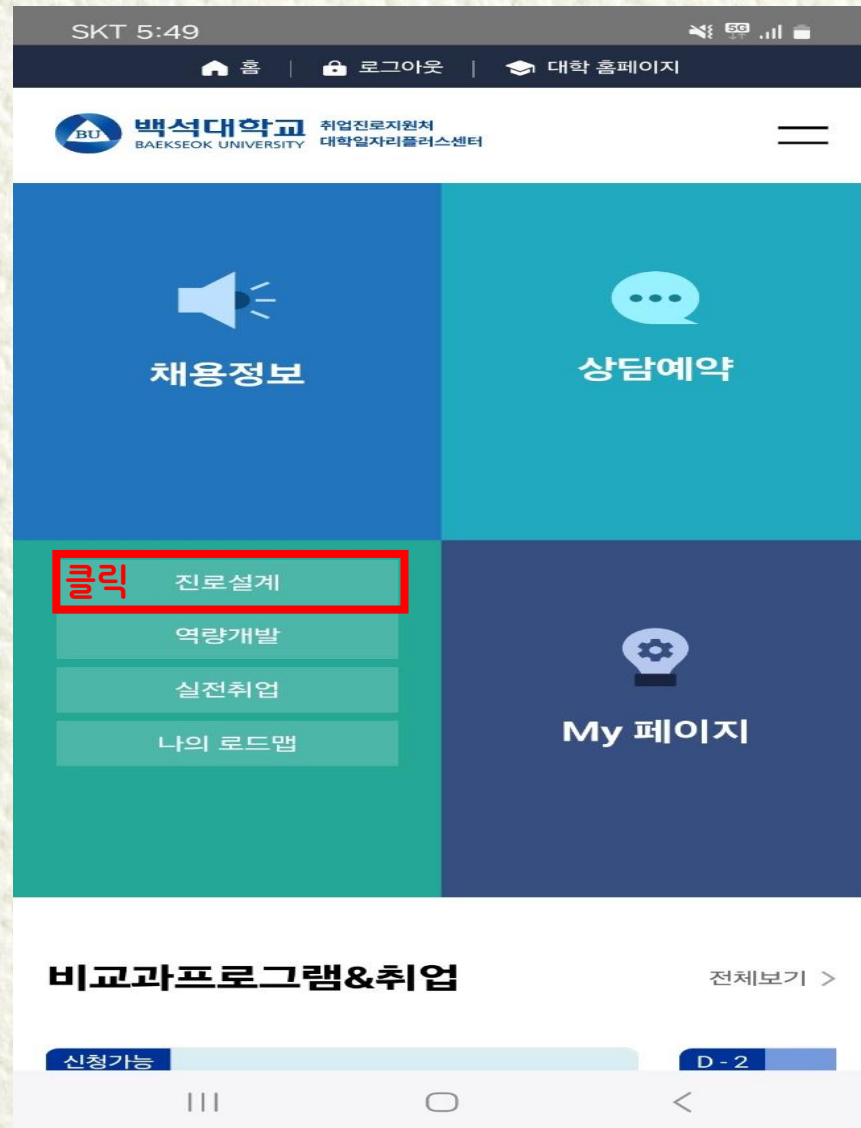 SKT 5:49 5G
홈 | 로그아웃 | 대학 홈페이지
BU 백석대학교 취업진로지원처
BAEKSEOK UNIVERSITY 대학일자리플러스센터
채용정보
상담예약
클릭 진로설계
역량개발
실전취업
나의 로드맵
My 페이지
비교과프로그램&취업 전체보기 >
신청가능 D - 2